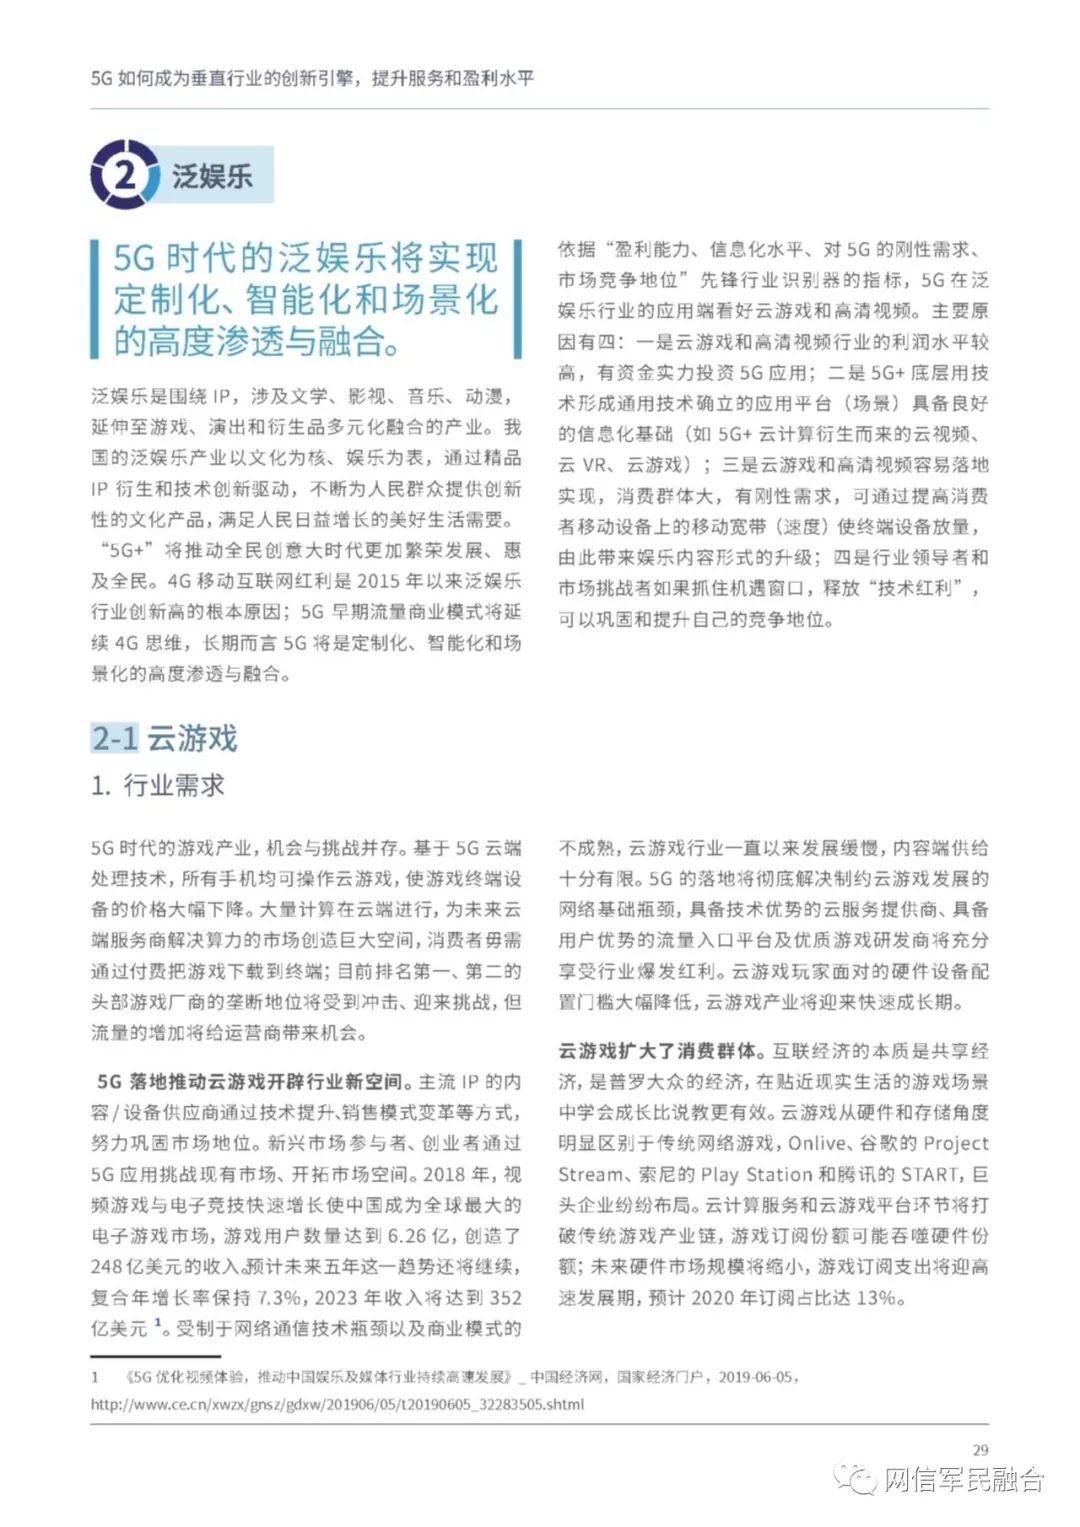 5G 如何成为垂直行业的创新引擎，提升服务和盈利水平
2 泛娱乐
5G 时代的泛娱乐将实现
定制化、智能化和场景化
的高度渗透与融合。
泛娱乐是围绕 IP，涉及文学、影视、音乐、动漫，
延伸至游戏、演出和衍生品多元化融合的产业。我
国的泛娱乐产业以文化为核、娱乐为表，通过精品
IP 衍生和技术创新驱动，不断为人民群众提供创新
性的文化产品，满足人民日益增长的美好生活需要。
“5G+”将推动全民创意大时代更加繁荣发展、惠
及全民。4G 移动互联网红利是 2015 年以来泛娱乐
行业创新高的根本原因；5G 早期流量商业模式将延
续 4G 思维，长期而言 5G 将是定制化、智能化和场
景化的高度渗透与融合。
依据“盈利能力、信息化水平、对 5G 的刚性需求、
市场竞争地位”先锋行业识别器的指标，5G 在泛
娱乐行业的应用端看好云游戏和高清视频。主要原
因有四：一是云游戏和高清视频行业的利润水平较
高，有资金实力投资 5G 应用；二是 5G+ 底层用技
术形成通用技术确立的应用平台（场景）具备良好
的信息化基础（如 5G+ 云计算衍生而来的云视频、
云 VR、云游戏）；三是云游戏和高清视频容易落地
实现，消费群体大，有刚性需求，可通过提高消费
者移动设备上的移动宽带（速度）使终端设备放量，
由此带来娱乐内容形式的升级；四是行业领导者和
市场挑战者如果抓住机遇窗口，释放“技术红利”，
可以巩固和提升自己的竞争地位。
2-1 云游戏
1. 行业需求
5G 时代的游戏产业，机会与挑战并存。基于 5G 云端
处理技术，所有手机均可操作云游戏，使游戏终端设
备的价格大幅下降。大量计算在云端进行，为未来云
端服务商解决算力的市场创造巨大空间，消费者毋需
通过付费把游戏下载到终端；目前排名第一、第二的
头部游戏厂商的垄断地位将受到冲击、迎来挑战，但
流量的增加将给运营商带来机会。
5G 落地推动云游戏开辟行业新空间。主流 IP 的内
容/设备供应商通过技术提升、销售模式变革等方式，
努力巩固市场地位。新兴市场参与者、创业者通过
5G 应用挑战现有市场、开拓市场空间。2018 年，视
频游戏与电子竞技快速增长使中国成为全球最大的
电子游戏市场，游戏用户数量达到 6.26 亿，创造了
248 亿美元的收入。预计未来五年这一趋势还将继续，
复合年增长率保持 7.3%，2023 年收入将达到 352
亿美元 1。受制于网络通信技术瓶颈以及商业模式的
不成熟，云游戏行业一直以来发展缓慢，内容端供给
十分有限。5G 的落地将彻底解决制约云游戏发展的
网络基础瓶颈，具备技术优势的云服务提供商、具备
用户优势的流量入口平台及优质游戏研发商将充分
享受行业爆发红利。云游戏玩家面对的硬件设备配
置门槛大幅降低，云游戏产业将迎来快速成长期。
云游戏扩大了消费群体。互联经济的本质是共享经
济，是普罗大众的经济，在贴近现实生活的游戏场景
中学会成长比说教更有效。云游戏从硬件和存储角度
明显区别于传统网络游戏，Onlive、谷歌的 Project
Stream、索尼的 Play Station 和腾讯的 START，巨
头企业纷纷布局。云计算服务和云游戏平台环节将打
破传统游戏产业链，游戏订阅份额可能吞噬硬件份
额；未来硬件市场规模将缩小，游戏订阅支出将迎高
速发展期，预计 2020 年订阅占比达 13%。
1 《5G 优化视频体验，推动中国娱乐及媒体行业持续高速发展》_ 中国经济网，国家经济门户，2019-06-05，
http://www.ce.cn/xwzx/gnsz/gdxw/201906/05/t20190605_32283505.shtml
29
网信军民融合